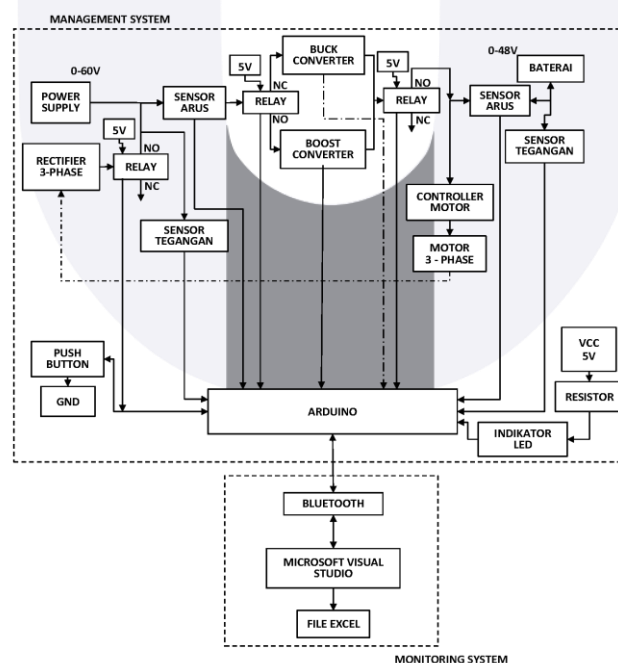 MANAGEMENT SYSTEM
0-60V
POWER
SUPPLY
5V
RECTIFIER
3-PHASE
RELAY
NO
NC
SENSOR
ARUS
SENSOR
TEGANGAN
5V
RELAY
NC
NO
BUCK
CONVERTER
BOOST
CONVERTER
5V
RELAY
NO
NC
0-48V
SENSOR
ARUS
BATERAI
SENSOR
TEGANGAN
CONTROLLER
MOTOR
MOTOR
3 - PHASE
PUSH
BUTTON
GND
ARDUINO
VCC
5V
RESISTOR
INDIKATOR
LED
BLUETOOTH
MICROSOFT VISUAL
STUDIO
FILE EXCEL
MONITORING SYSTEM